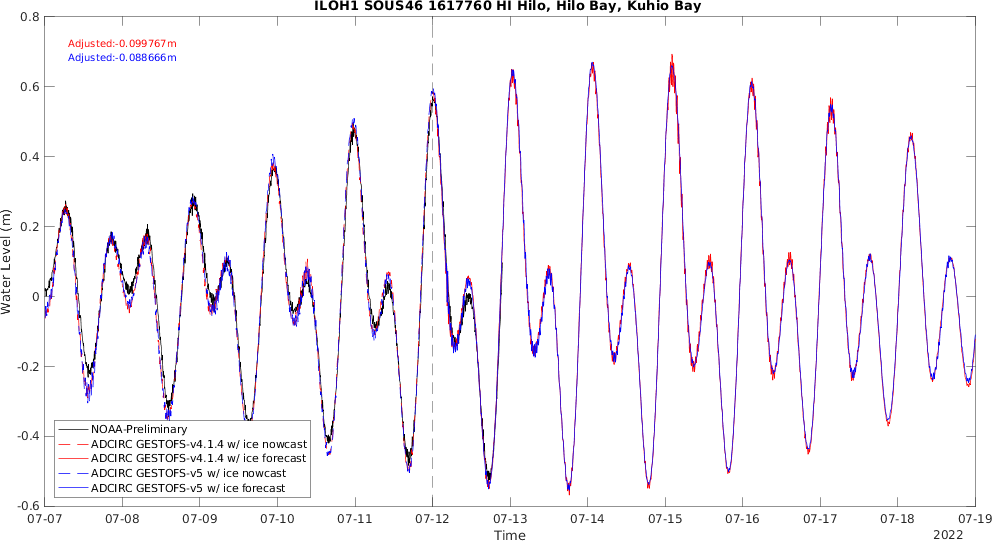 ILOH1 SOUS46 1617760 HI Hilo, Hilo Bay, Kuhio Bay
Adjusted:-0.099767m
Adjusted:-0.088666m
0.8
0.6
0.4
0.2
0
-0.2
-0.4
-0.6
Water Level (m)
NOAA-Preliminary
ADCIRC GESTOFS-v4.1.4 w/ ice nowcast
ADCIRC GESTOFS-v4.1.4 w/ ice forecast
ADCIRC GESTOFS-v5 w/ ice nowcast
ADCIRC GESTOFS-v5 w/ ice forecast
07-07 07-08 07-09 07-10 07-11 07-12 07-13 07-14 07-15 07-16 07-17 07-18 07-19
Time
2022